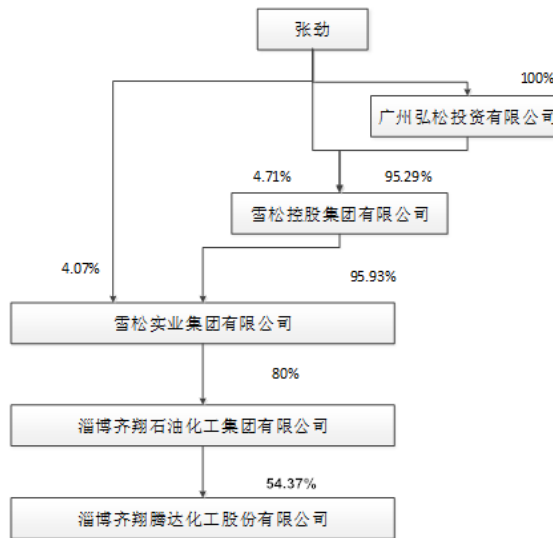 张劲
100%
广州弘松投资有限公司
4.71%
95.29%
雪松控股集团有限公司
4.07%
95.93%
雪松实业集团有限公司
80%
淄博齐翔石油化工集团有限公司
54.37%
淄博齐翔腾达化工股份有限公司